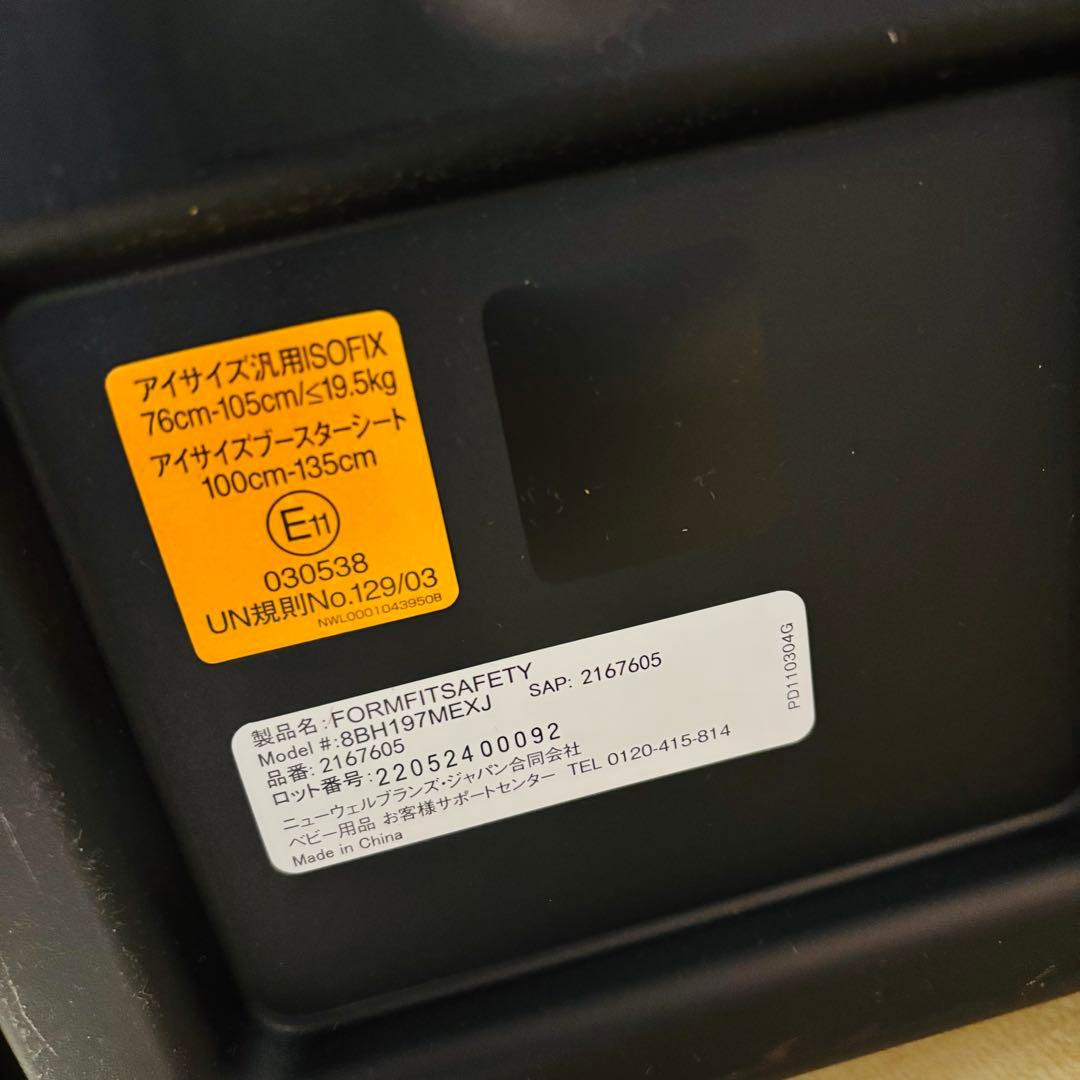 アイサイズ汎用ISOFIX
76cm-105cm/≤19.5kg
アイサイズブースターシート
100cm-135cm
E11
030538
UN規則No.129/03
NWL0001043950B
製品名:FORMFITSAFETY
Model #:8BH197MEXJ SAP: 2167605
品番: 2167605
ロット番号: 22052400092
ニューウェルブランズ・ジャパン合同会社
ベビー用品 お客様サポートセンター TEL 0120-415-814
Made in China
PD110304G